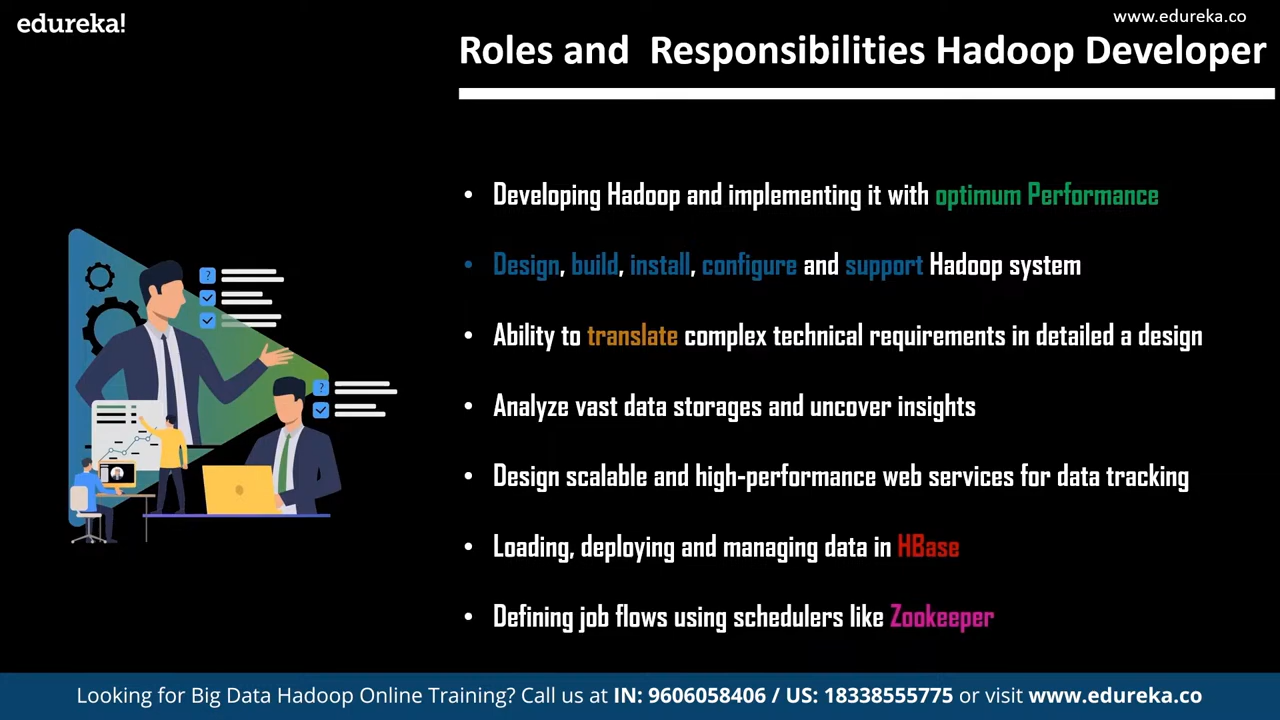 edureka!
www.edureka.co
Roles and Responsibilities Hadoop Developer
• Developing Hadoop and implementing it with optimum Performance
• Design, build, install, configure and support Hadoop system
• Ability to translate complex technical requirements in detailed a design
• Analyze vast data storages and uncover insights
• Design scalable and high-performance web services for data tracking
• Loading, deploying and managing data in HBase
• Defining job flows using schedulers like Zookeeper
? 
?
Looking for Big Data Hadoop Online Training? Call us at IN: 9606058406 / US: 18338555775 or visit www.edureka.co